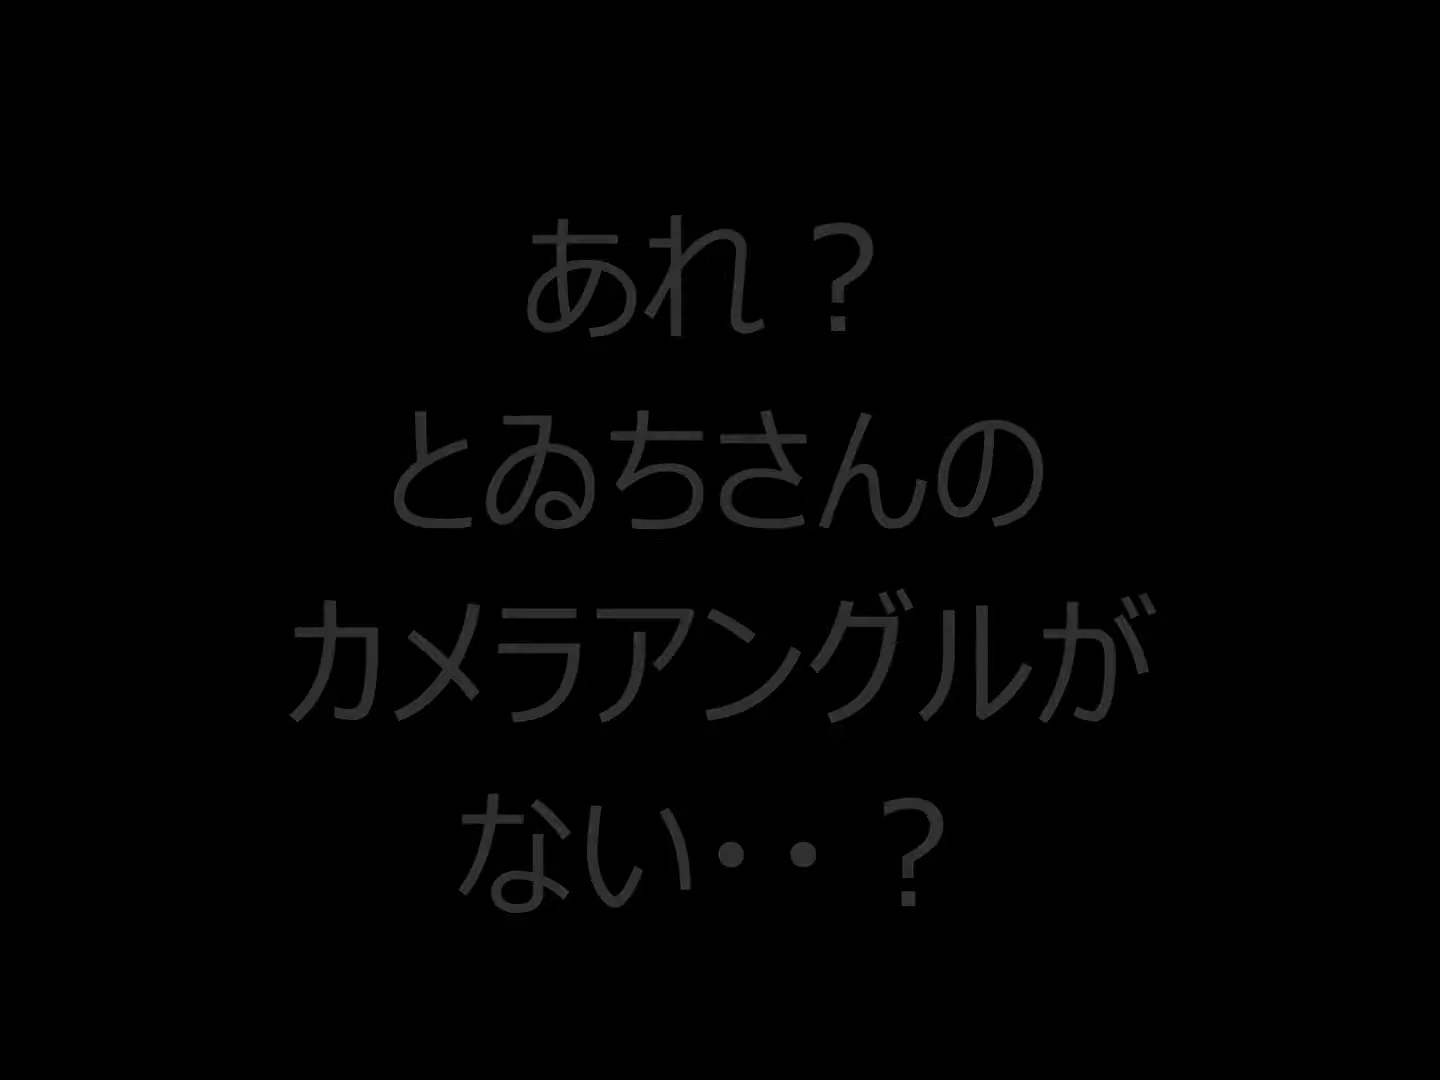 あれ？
とゐちさんの
カメラアングルが
ない・・？